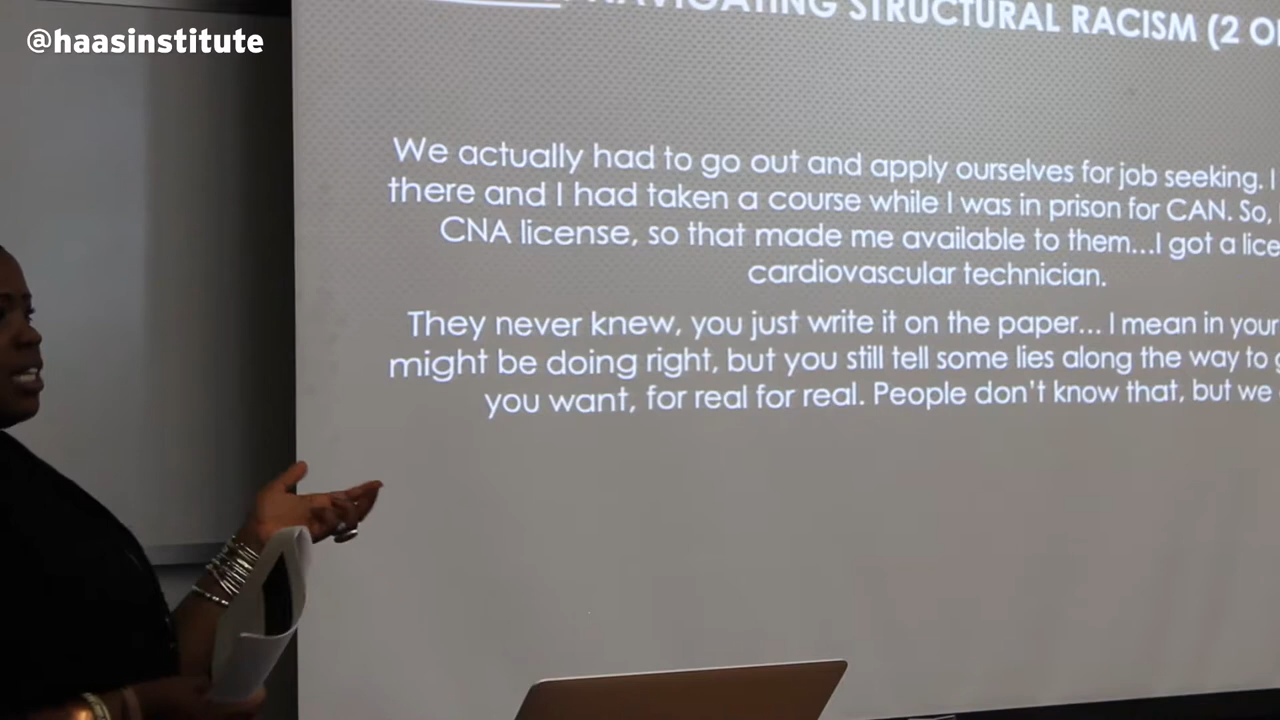 @haasinstitute
NAVIGATING STRUCTURAL RACISM (2
We actually had to go out and apply ourselves for job seeking. I
there and I had taken a course while I was in prison for CAN. So,
CNA license, so that made me available to them...I got a
cardiovascular technician.
They never knew, you just write it on the paper... I mean in your
might be doing right, but you still tell some lies along the way to
you want, for real for real. People don't know that, but we